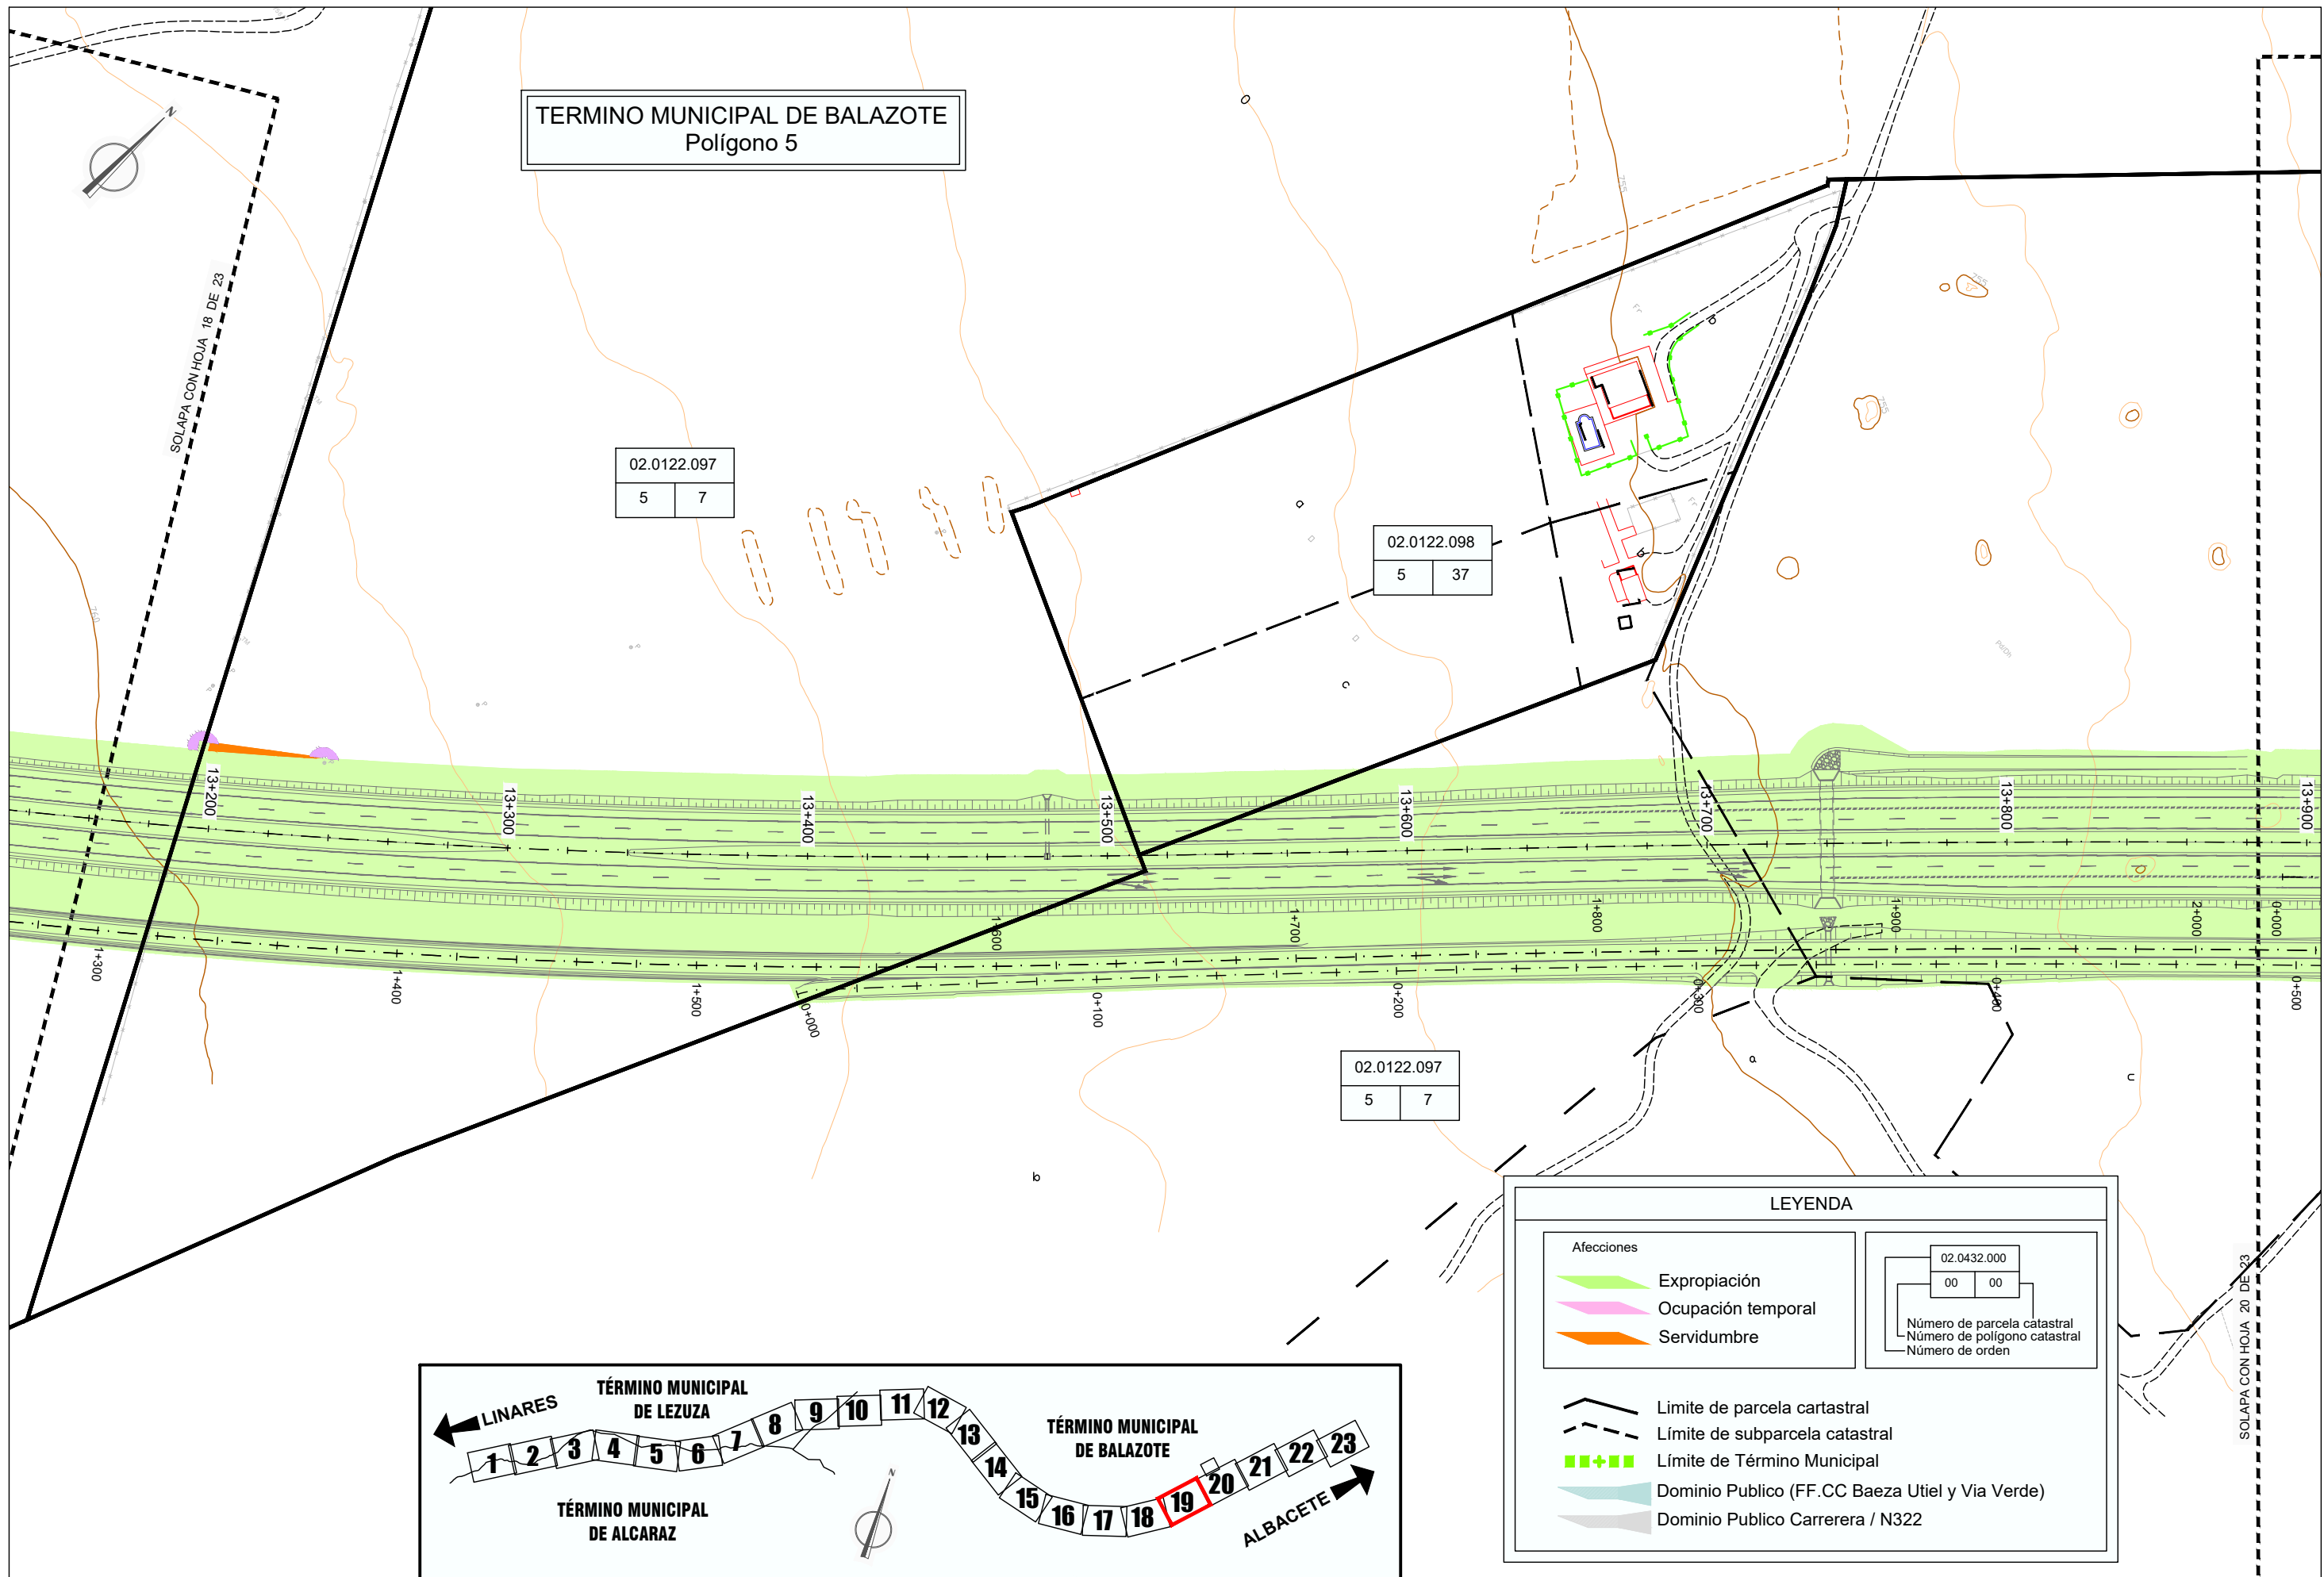 TERMINO MUNICIPAL DE BALAZOTE
Polígono 5
N
SOLAPA CON HOJA 18 DE 23
755
755
755
760
02.0122.097
5 7
02.0122.098
5 37
13+200
13+300
13+400
13+500
13+600
13+700
13+800
13+900
1+300
1+400
1+500
1+600
1+700
1+800
1+900
2+000
0+000
0+000
0+100
0+200
0+300
0+400
0+500
02.0122.097
5 7
a
c
b
u
SOLAPA CON HOJA 20 DE 23
LEYENDA
Afecciones
Expropiación
Ocupación temporal
Servidumbre
02.0432.000
00 00
Número de parcela catastral
Número de polígono catastral
Número de orden
Limite de parcela cartastral
Límite de subparcela catastral
Límite de Término Municipal
Dominio Publico (FF.CC Baeza Utiel y Via Verde)
Dominio Publico Carrerera / N322
LINARES
TÉRMINO MUNICIPAL
DE LEZUZA
TÉRMINO MUNICIPAL
DE ALCARAZ
TÉRMINO MUNICIPAL
DE BALAZOTE
ALBACETE
N
1 2 3 4 5 6 7 8 9 10 11 12 13 14 15 16 17 18 19 20 21 22 23